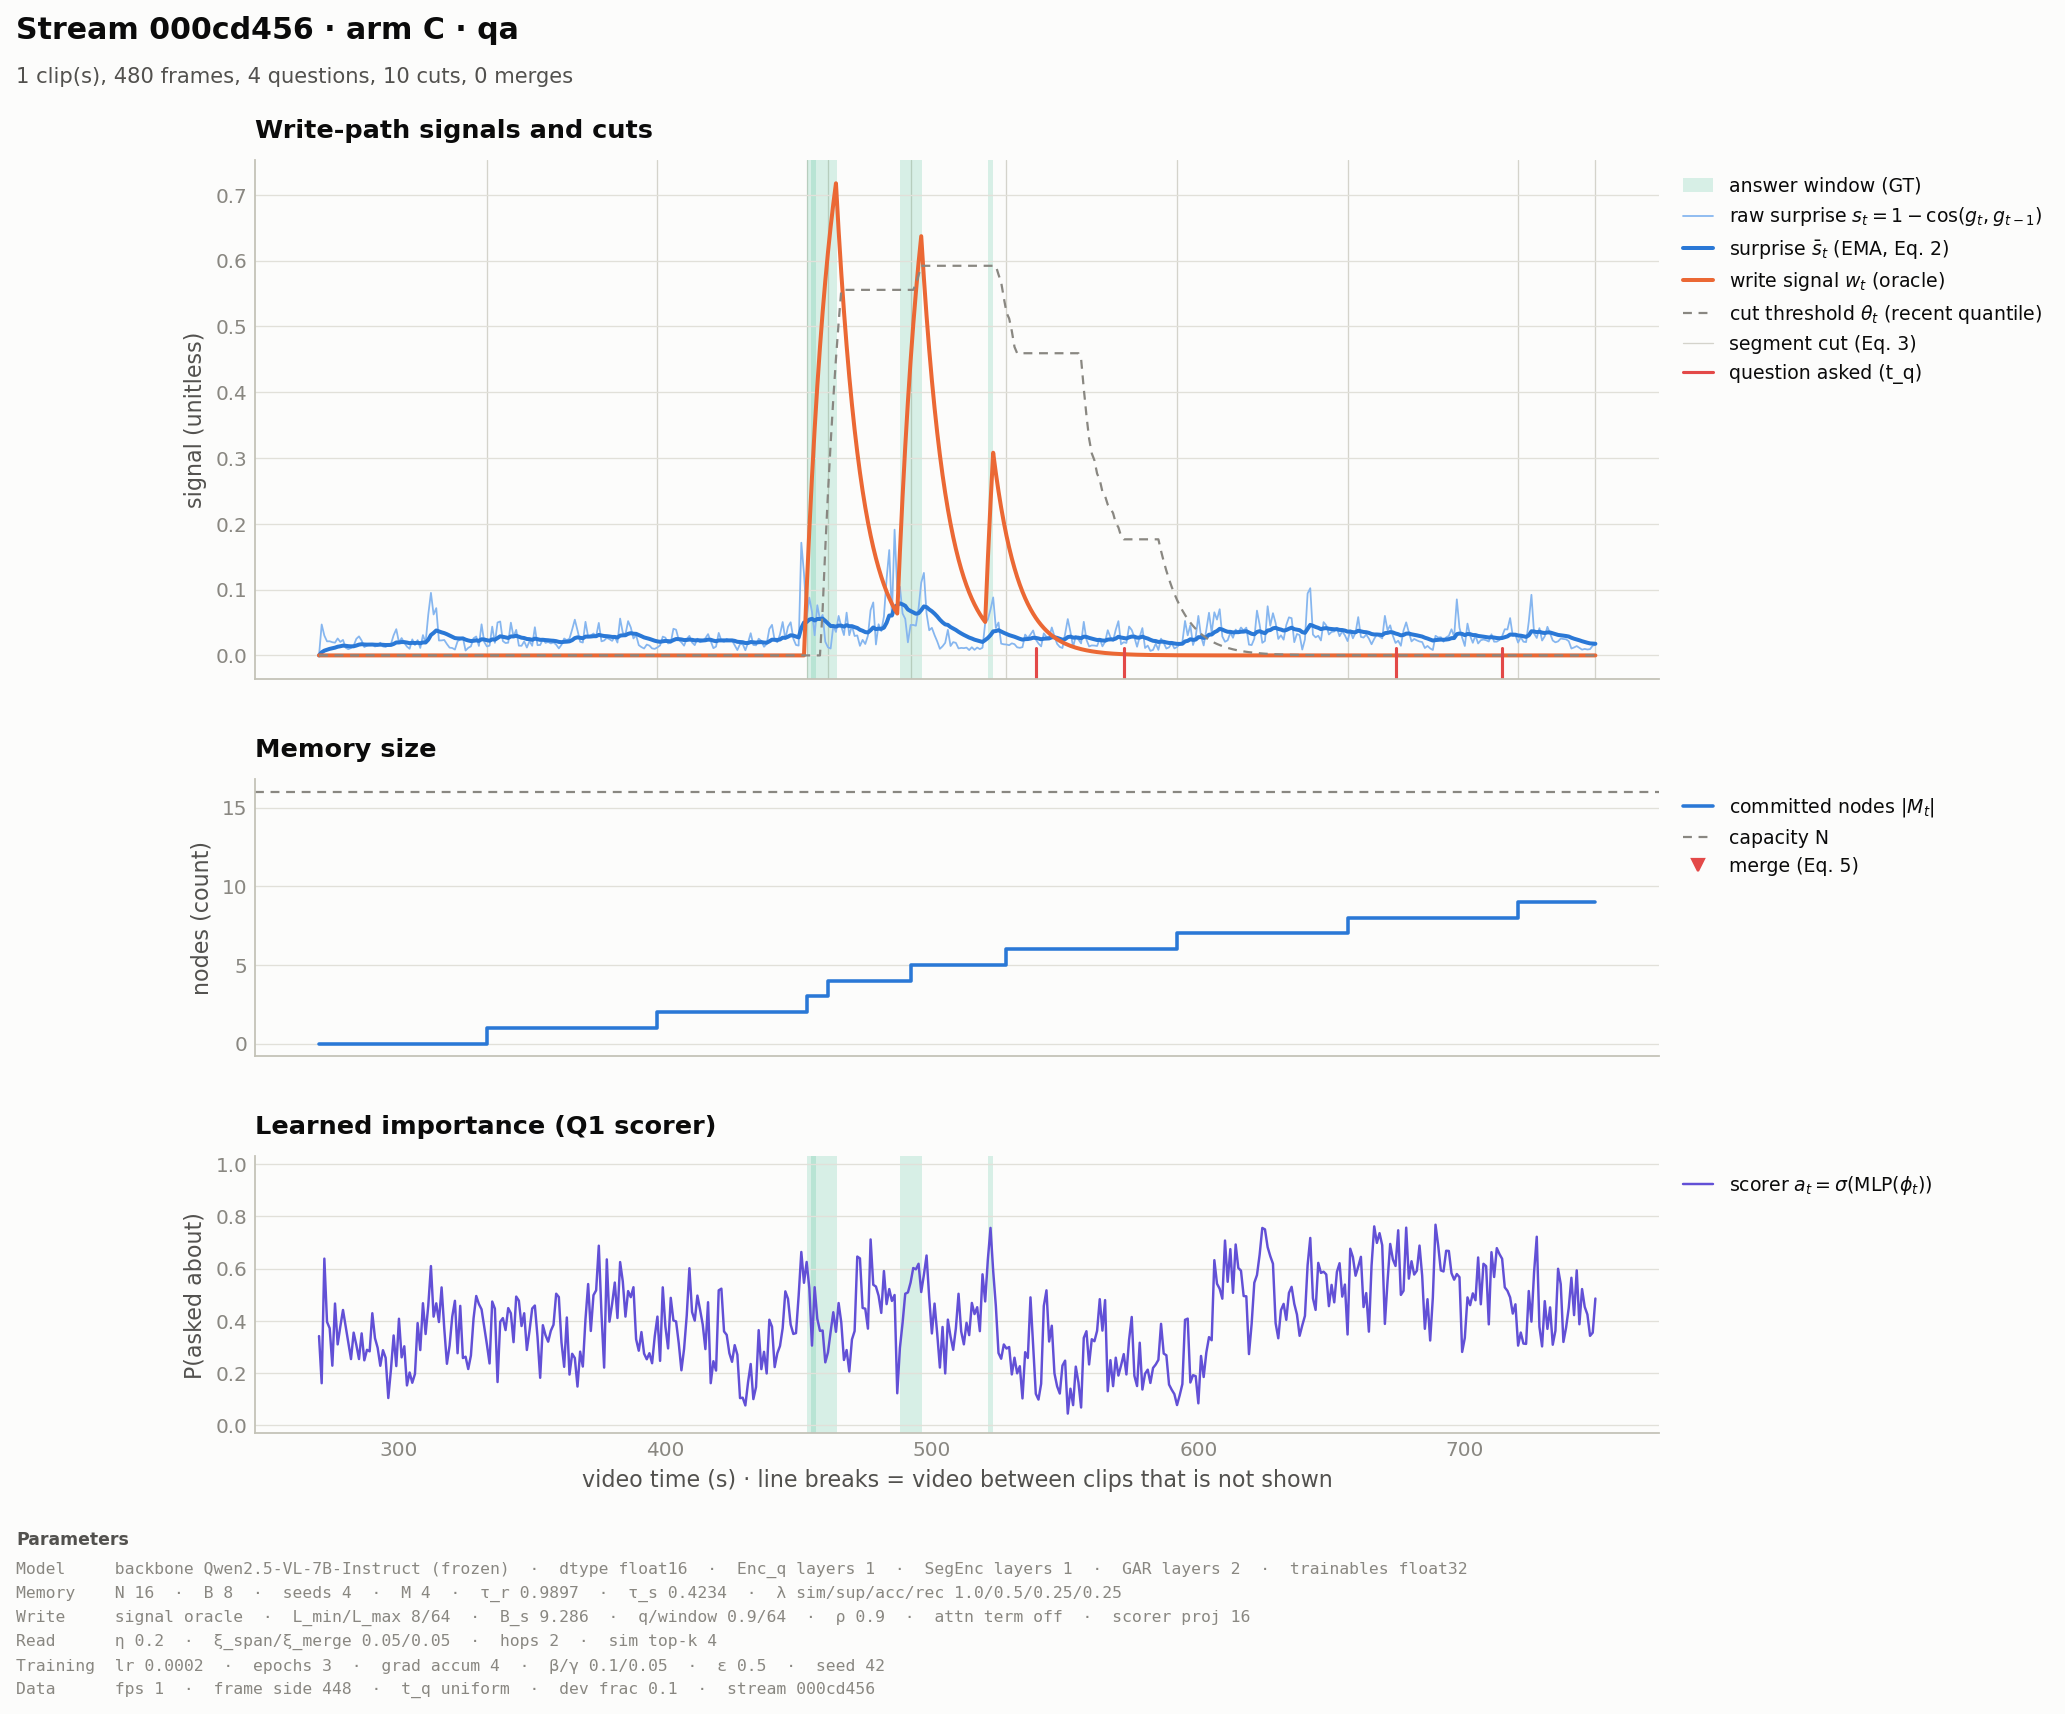 Stream 000cd456 · arm C · qa
1 clip(s), 480 frames, 4 questions, 10 cuts, 0 merges
Write-path signals and cuts
signal (unitless)
0.7
0.6
0.5
0.4
0.3
0.2
0.1
0.0
answer window (GT)
raw surprise s_t = 1 − cos(g_t, g_{t−1})
surprise s̄_t (EMA, Eq. 2)
write signal w_t (oracle)
cut threshold θ_t (recent quantile)
segment cut (Eq. 3)
question asked (t_q)
Memory size
nodes (count)
15
10
5
0
committed nodes |M_t|
capacity N
merge (Eq. 5)
Learned importance (Q1 scorer)
P(asked about)
1.0
0.8
0.6
0.4
0.2
0.0
scorer a_t = σ(MLP(ϕ_t))
300 400 500 600 700
video time (s) · line breaks = video between clips that is not shown
Parameters
Model backbone Qwen2.5-VL-7B-Instruct (frozen) · dtype float16 · Enc_q layers 1 · SegEnc layers 1 · GAR layers 2 · trainables float32
Memory N 16 · B 8 · seeds 4 · M 4 · τ_r 0.9897 · τ_s 0.4234 · λ sim/sup/acc/rec 1.0/0.5/0.25/0.25
Write signal oracle · L_min/L_max 8/64 · B_s 9.286 · q/window 0.9/64 · ρ 0.9 · attn term off · scorer proj 16
Read η 0.2 · ξ_span/ξ_merge 0.05/0.05 · hops 2 · sim top-k 4
Training lr 0.0002 · epochs 3 · grad accum 4 · β/γ 0.1/0.05 · ε 0.5 · seed 42
Data fps 1 · frame side 448 · t_q uniform · dev frac 0.1 · stream 000cd456